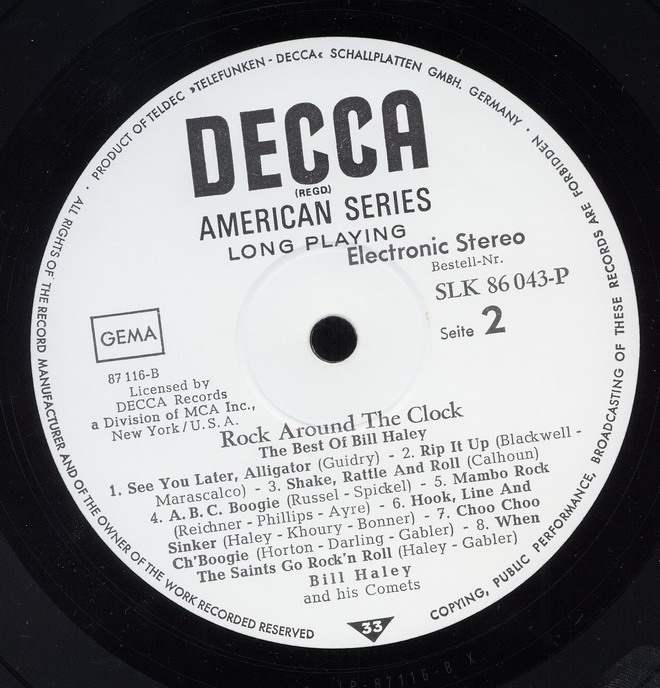 ALL RIGHTS OF THE RECORD MANUFACTURER AND OF THE OWNER OF THE WORK RECORDED RESERVED
· PRODUCT OF TELDEC »TELEFUNKEN - DECCA« SCHALLPLATTEN GMBH. GERMANY ·
COPYING, PUBLIC PERFORMANCE, BROADCASTING OF THESE RECORDS ARE FORBIDDEN
DECCA
(REGD)
AMERICAN SERIES
LONG PLAYING
Electronic Stereo
Bestell-Nr.
SLK 86 043-P
Seite 2
GEMA
87 116-B
Licensed by
DECCA Records
a Division of MCA Inc.,
New York / U.S.A.
Rock Around The Clock
The Best Of Bill Haley
1. See You Later, Alligator (Guidry) - 2. Rip It Up (Blackwell -
Marascalco) - 3. Shake, Rattle And Roll (Calhoun)
4. A.B.C. Boogie (Russel - Spickel) - 5. Mambo Rock
(Reichner - Phillips - Ayre) - 6. Hook, Line And
Sinker (Haley - Khoury - Bonner) - 7. Choo Choo
Ch'Boogie (Horton - Darling - Gabler) - 8. When
The Saints Go Rock'n Roll (Haley - Gabler)
Bill Haley
and his Comets
33